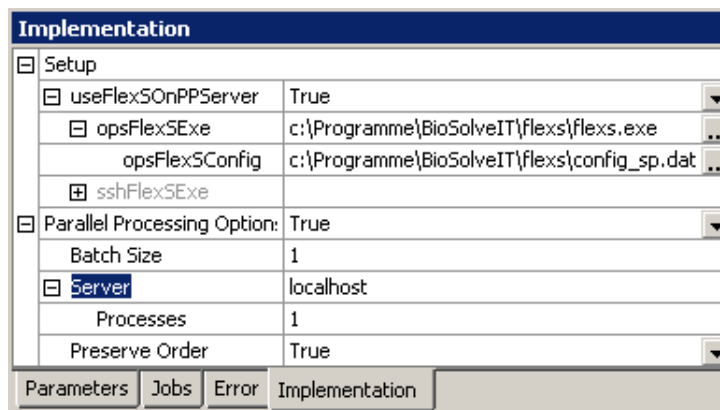 Implementation
Setup
useFlexSOnPPServer True
opsFlexSExe c:\Programme\BioSolveIT\flexs\flexs.exe ..
opsFlexSConfig c:\Programme\BioSolveIT\flexs\config_sp.dat ..
sshFlexSExe
Parallel Processing Option: True
Batch Size 1
Server localhost
Processes 1
Preserve Order True
Parameters Jobs Error Implementation